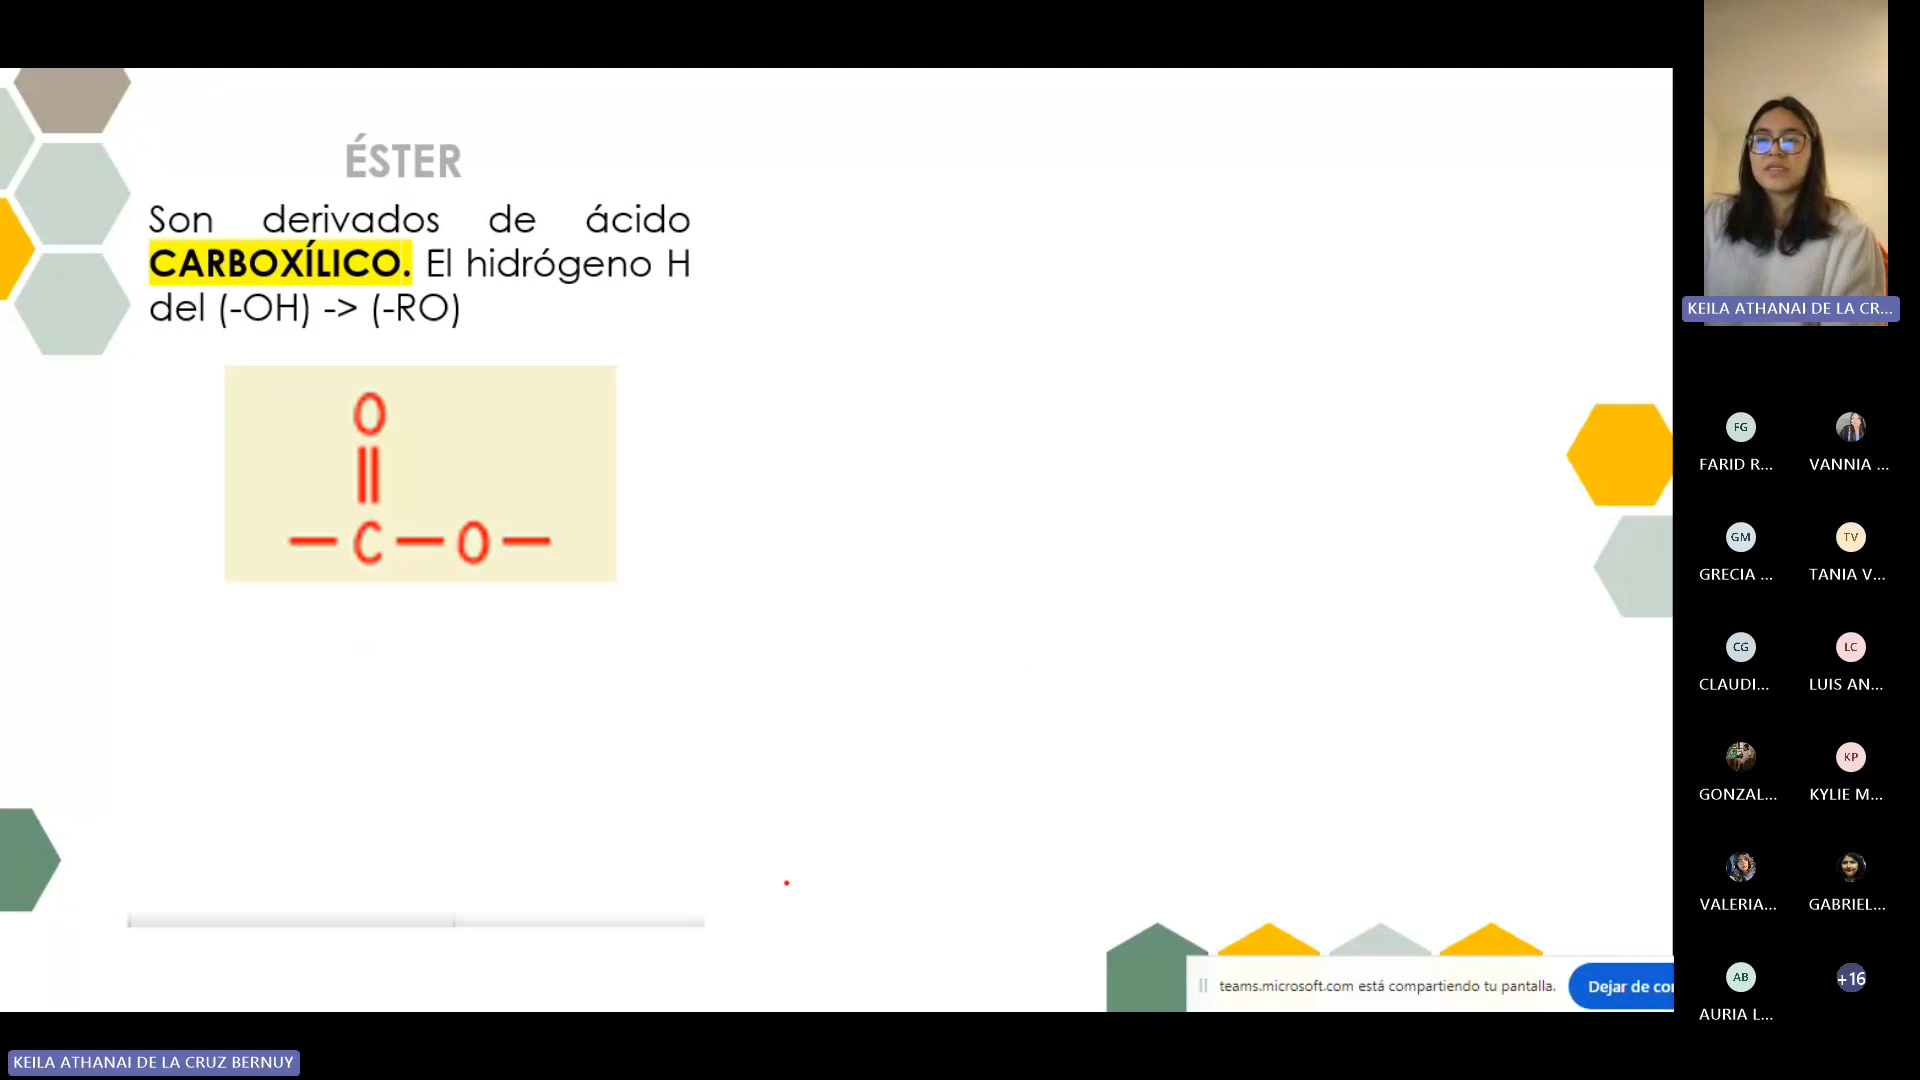 ÉSTER
Son derivados de ácido
CARBOXÍLICO. El hidrógeno H
del (-OH) -> (-RO)
O
C O
teams.microsoft.com está compartiendo tu pantalla.
Dejar de co
KEILA ATHANAI DE LA CR...
FG
FARID R...
VANNIA ...
GM
GRECIA ...
TV
TANIA V...
CG
CLAUDI...
LC
LUIS AN...
GONZAL...
KP
KYLIE M...
VALERIA...
GABRIEL...
AB
AURIA L...
+16
KEILA ATHANAI DE LA CRUZ BERNUY